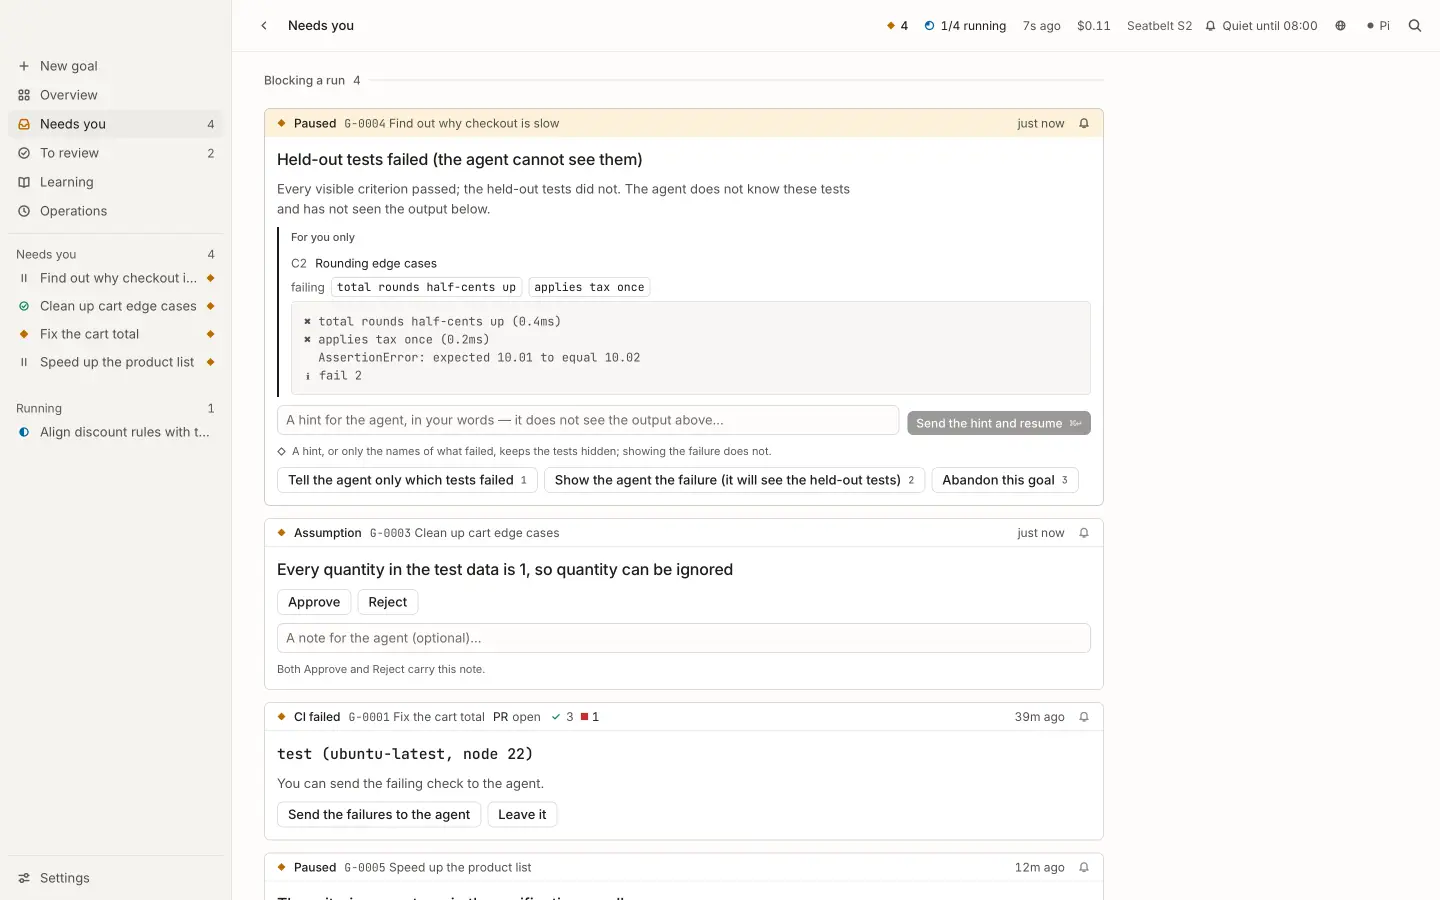 New goal
Overview
Needs you 4
To review 2
Learning
Operations
Needs you 4
Find out why checkout i...
Clean up cart edge cases
Fix the cart total
Speed up the product list
Running 1
Align discount rules with t...
Settings
Needs you
4 1/4 running 7s ago $0.11 Seatbelt S2 Quiet until 08:00 Pi
Blocking a run 4
Paused G-0004 Find out why checkout is slow just now
Held-out tests failed (the agent cannot see them)
Every visible criterion passed; the held-out tests did not. The agent does not know these tests
and has not seen the output below.
For you only
C2 Rounding edge cases
failing total rounds half-cents up applies tax once
✖ total rounds half-cents up (0.4ms)
✖ applies tax once (0.2ms)
AssertionError: expected 10.01 to equal 10.02
ℹ fail 2
A hint for the agent, in your words — it does not see the output above...
Send the hint and resume ⌘↵
A hint, or only the names of what failed, keeps the tests hidden; showing the failure does not.
Tell the agent only which tests failed 1 Show the agent the failure (it will see the held-out tests) 2 Abandon this goal 3
Assumption G-0003 Clean up cart edge cases just now
Every quantity in the test data is 1, so quantity can be ignored
Approve Reject
A note for the agent (optional)...
Both Approve and Reject carry this note.
CI failed G-0001 Fix the cart total PR open 3 1 39m ago
test (ubuntu-latest, node 22)
You can send the failing check to the agent.
Send the failures to the agent Leave it
Paused G-0005 Speed up the product list 12m ago